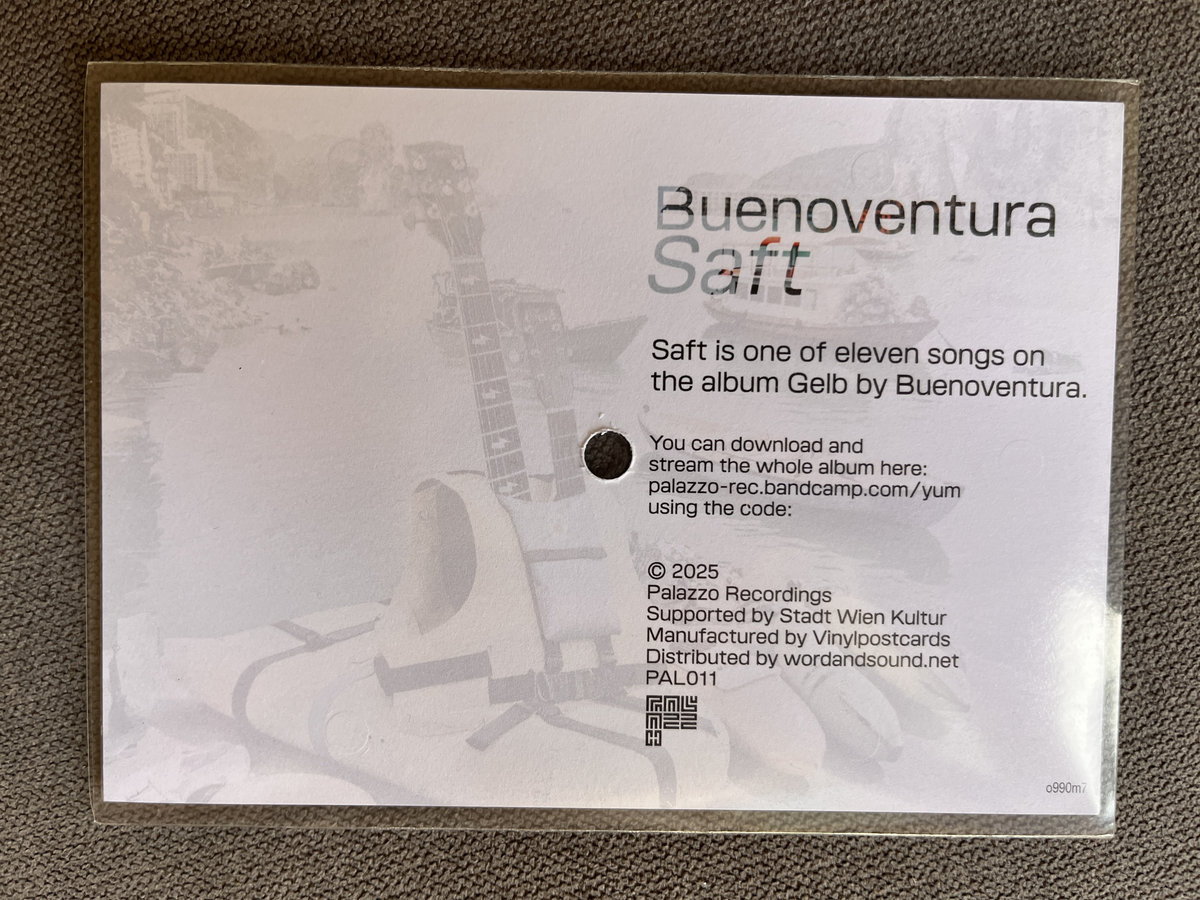 Buenoventura
Saft
Saft is one of eleven songs on
the album Gelb by Buenoventura.
You can download and
stream the whole album here:
palazzo-rec.bandcamp.com/yum
using the code:
© 2025
Palazzo Recordings
Supported by Stadt Wien Kultur
Manufactured by Vinylpostcards
Distributed by wordandsound.net
PAL011
o990m7